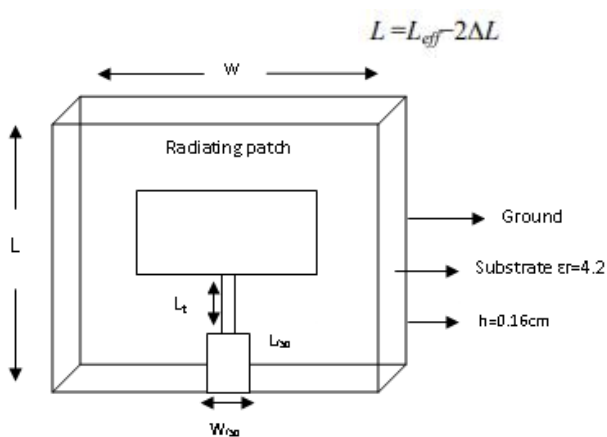 L=Leff−2ΔL
W
Radiating patch
Ground
L
Substrate εr=4.2
Lt
h=0.16cm
L50
W50